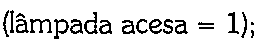 (lâmpada acesa = 1);